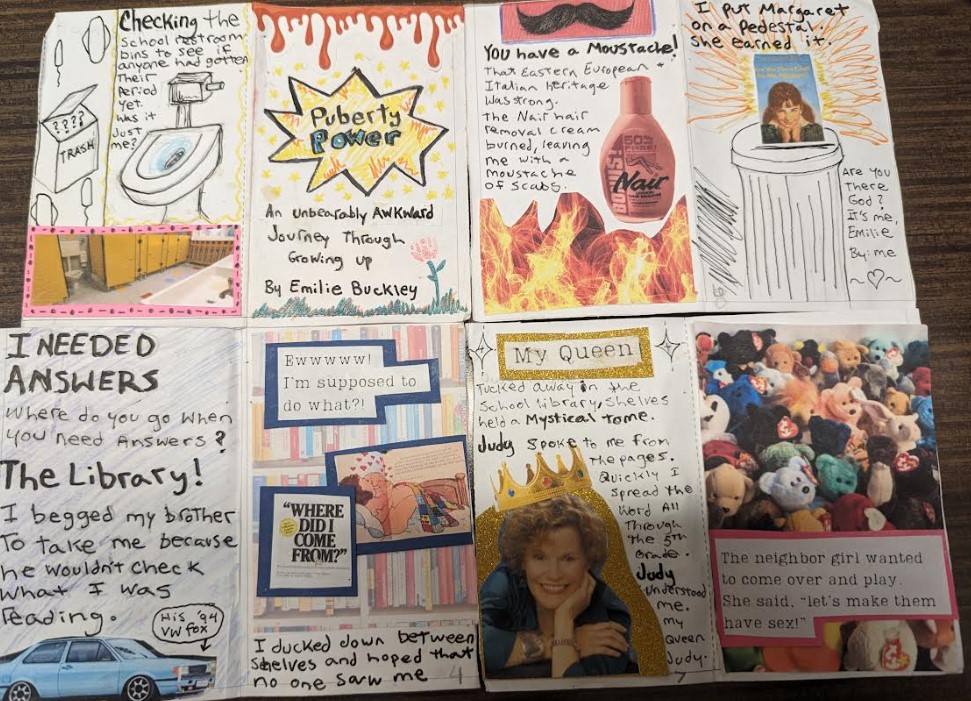 Checking the
School restroom
bins to see if
anyone had gotten
Their
Period
Yet.
Was it
Just
me?
????
TRASH
Puberty
Power
An unbearably AWKWard
Journey Through
Growing up
By Emilie Buckley
You have a Moustache!
That Eastern European +
Italian heritage
was strong.
the Nair hair
removal cream
burned, leaving
me with a
moustache
of scabs.
Nair
I put Margaret
on a pedestal.
She earned it.
Are You
There
God?
It's me,
Emilie
By: me
I NEEDED
ANSWERS
Where do you go when
you need Answers?
The Library!
I begged my brother
To take me because
he wouldn't check
what I was
reading.
His '94
VW fox
Ewwwww!
I'm supposed to
do what?!
"WHERE
DID I
COME
FROM?"
I ducked down between
shelves and hoped that
no one saw me
4
My Queen
Tucked away in the
School library, shelves
held a Mystical Tome.
Judy spoke to me from
the pages.
Quickly I
spread the
word All
Through
the 5th
Grade.
Judy
understood
me.
my
Queen
Judy.
7
The neighbor girl wanted
to come over and play.
She said, "let's make them
have sex!"